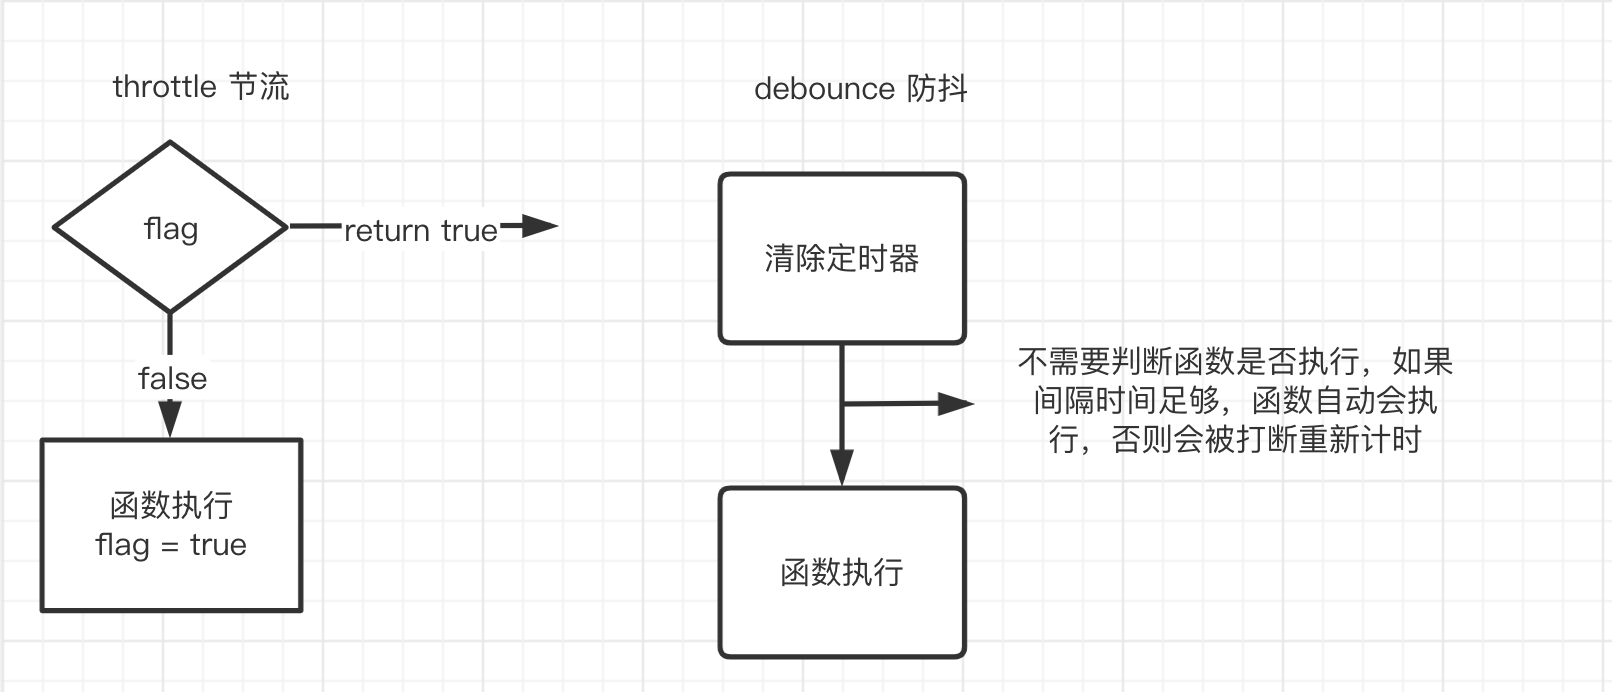 throttle 节流
flag
return true
false
函数执行
flag = true
debounce 防抖
清除定时器
不需要判断函数是否执行，如果
间隔时间足够，函数自动会执
行，否则会被打断重新计时
函数执行